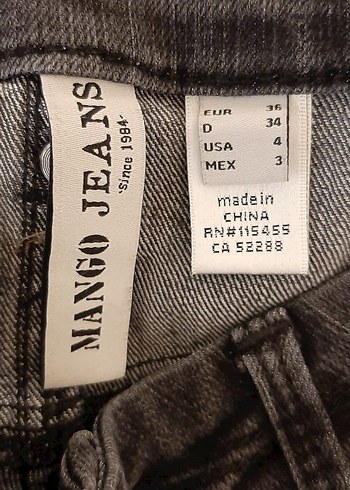 MANGO JEANS
'Since 1984'
EUR 36
D 34
USA 4
MEX 3
made in
CHINA
RN#115455
CA 52288